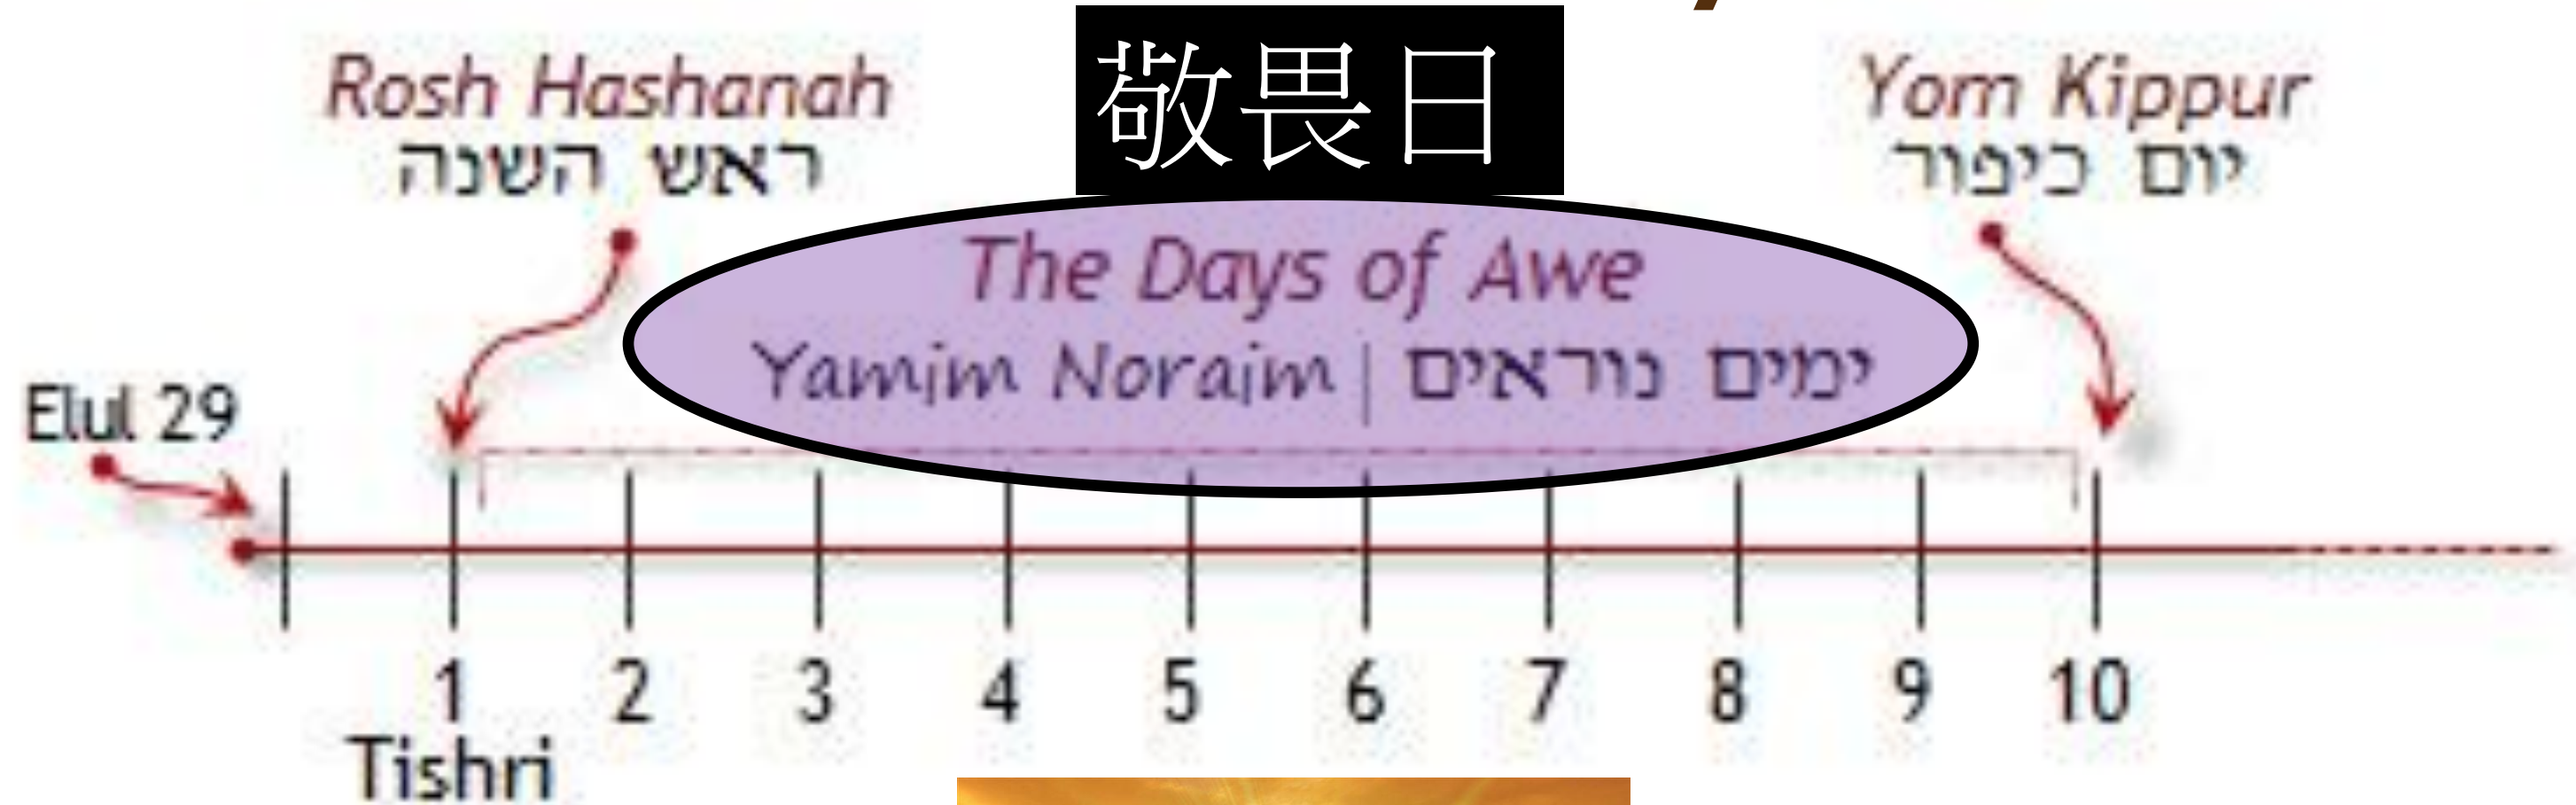 敬畏日
Rosh Hashanah
ראש השנה
Yom Kippur
יום כיפור
The Days of Awe
Yamim Noraim | ימים נוראים
Elul 29
1 2 3 4 5 6 7 8 9 10
Tishri